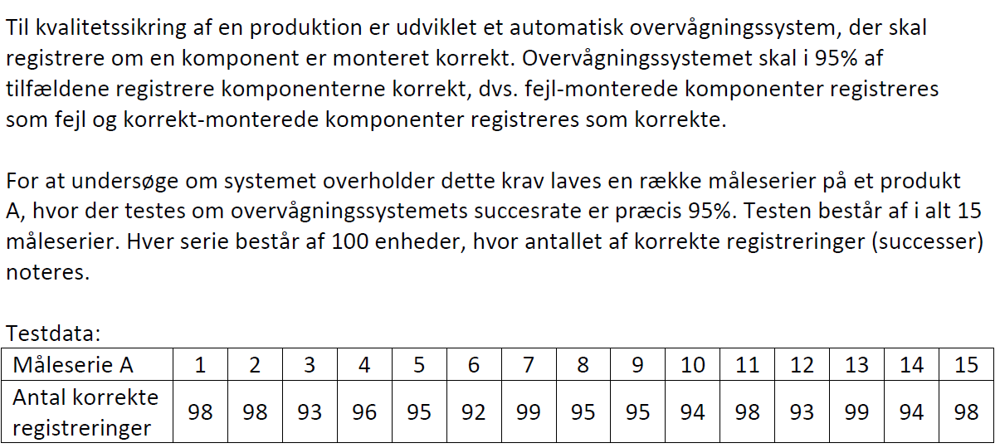 Til kvalitetssikring af en produktion er udviklet et automatisk overvågningssystem, der skal
registrere om en komponent er monteret korrekt. Overvågningssystemet skal i 95% af
tilfældene registrere komponenterne korrekt, dvs. fejl-monterede komponenter registreres
som fejl og korrekt-monterede komponenter registreres som korrekte.
For at undersøge om systemet overholder dette krav laves en række måleserier på et produkt
A, hvor der testes om overvågningssystemets succesrate er præcis 95%. Testen består af i alt 15
måleserier. Hver serie består af 100 enheder, hvor antallet af korrekte registreringer (successer)
noteres.
Testdata:
Måleserie A 1 2 3 4 5 6 7 8 9 10 11 12 13 14 15
Antal korrekte
registreringer 98 98 93 96 95 92 99 95 95 94 98 93 99 94 98